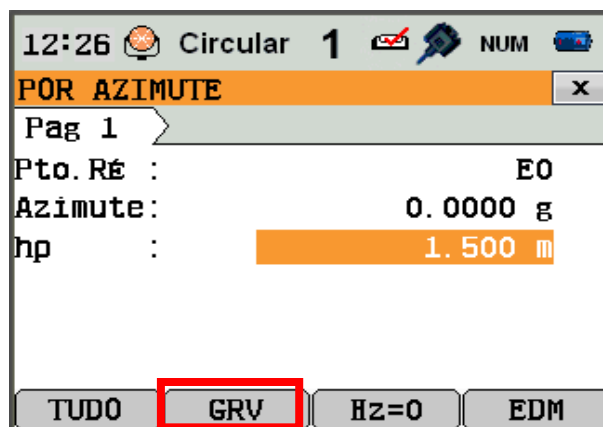 12:26 Circular 1 NUM
POR AZIMUTE x
Pag 1
Pto.RÉ : E0
Azimute: 0.0000 g
hp : 1.500 m
TUDO GRV Hz=0 EDM